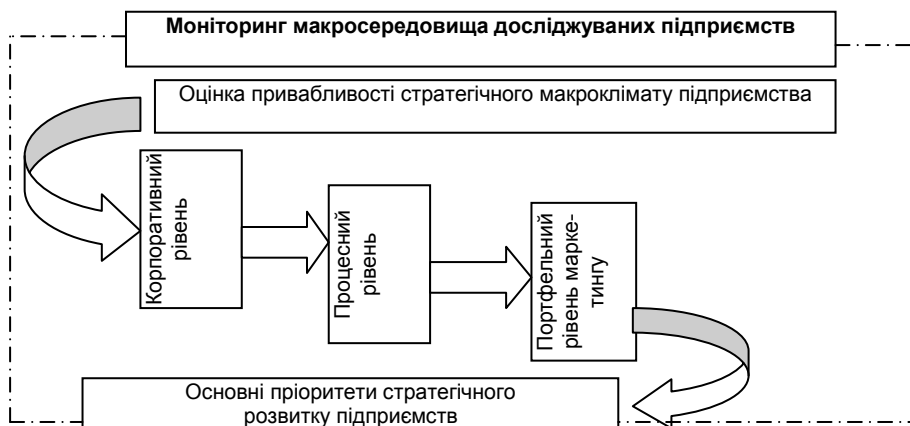 Моніторинг макросередовища досліджуваних підприємств
Оцінка привабливості стратегічного макроклімату підприємства
Корпоративний
рівень
Процесний
рівень
Портфельний
рівень марке-
тингу
Основні пріоритети стратегічного
розвитку підприємств